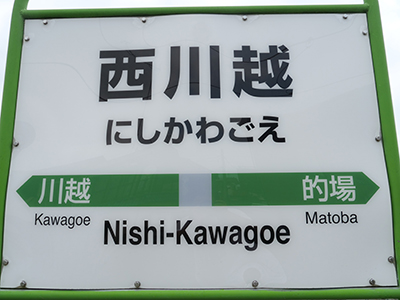 西川越
にしかわごえ
川越 的場
Kawagoe Matoba
Nishi-Kawagoe